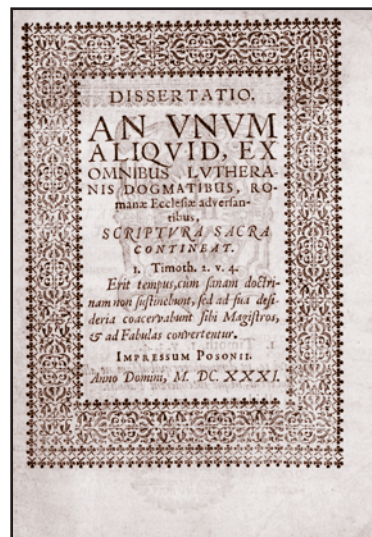 DISSERTATIO.
AN VNVM
ALIQVID, EX
OMNIBUS LVTHERA-
NIS DOGMATIBUS, RO-
manæ Ecclesiæ adversan-
tibus,
SCRIPTVRA SACRA
CONTINEAT.
1. Timoth. 2. v. 4.
Erit tempus, cùm sanam doctri-
nam non sustinebunt, sed ad sua desi-
deria coacervabunt sibi Magistros,
& ad Fabulas convertentur.
IMPRESSUM POSONII.
Anno Domini, M. DC. XXXI.